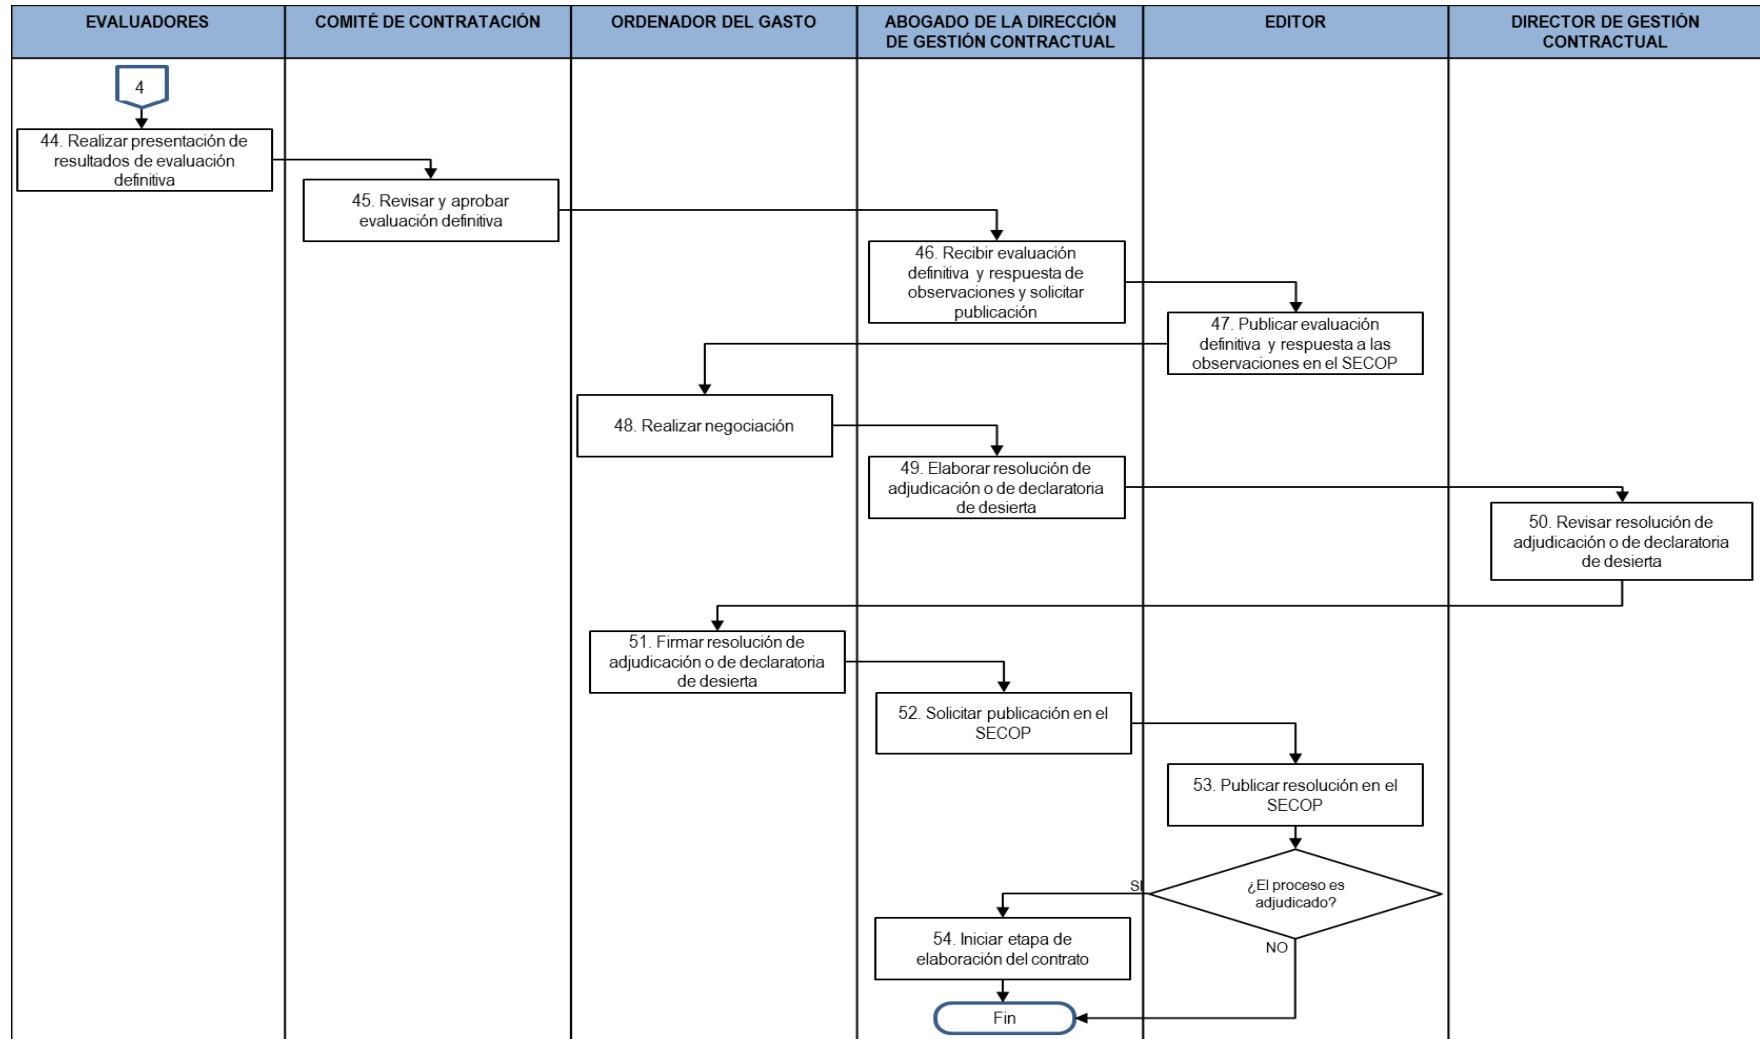 EVALUADORES
COMITÉ DE CONTRATACIÓN
ORDENADOR DEL GASTO
ABOGADO DE LA DIRECCIÓN
DE GESTIÓN CONTRACTUAL
EDITOR
DIRECTOR DE GESTIÓN
CONTRACTUAL
4
44. Realizar presentación de
resultados de evaluación
definitiva
45. Revisar y aprobar
evaluación definitiva
46. Recibir evaluación
definitiva y respuesta de
observaciones y solicitar
publicación
47. Publicar evaluación
definitiva y respuesta a las
observaciones en el SECOP
48. Realizar negociación
49. Elaborar resolución de
adjudicación o de declaratoria
de desierta
50. Revisar resolución de
adjudicación o de declaratoria
de desierta
51. Firmar resolución de
adjudicación o de declaratoria
de desierta
52. Solicitar publicación en el
SECOP
53. Publicar resolución en el
SECOP
¿El proceso es
adjudicado?
SI
54. Iniciar etapa de
elaboración del contrato
NO
Fin